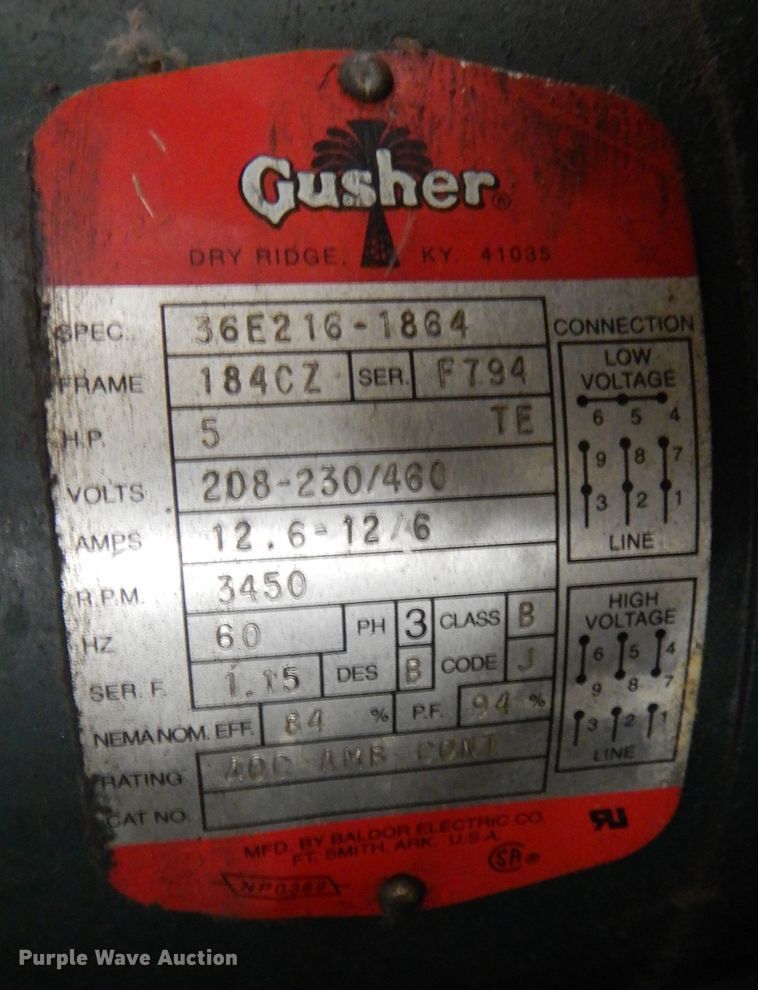 Gusher®
DRY RIDGE, KY. 41035
SPEC. 36E216-1864
FRAME 184CZ SER. F794
H.P. 5 TE
VOLTS 208-230/460
AMPS 12.6-12/6
R.P.M. 3450
HZ 60 PH 3 CLASS B
SER. F. 1.15 DES B CODE J
NEMA NOM. EFF. 84 % P.F. 94 %
RATING 40C AMB-CONT
CAT NO.
CONNECTION
LOW
VOLTAGE
6 5 4
9 8 7
3 2 1
LINE
HIGH
VOLTAGE
6 5 4
9 8 7
3 2 1
LINE
MFD. BY BALDOR ELECTRIC CO.
FT. SMITH, ARK. U.S.A.
NP0369
SA ®
RU
Purple Wave Auction